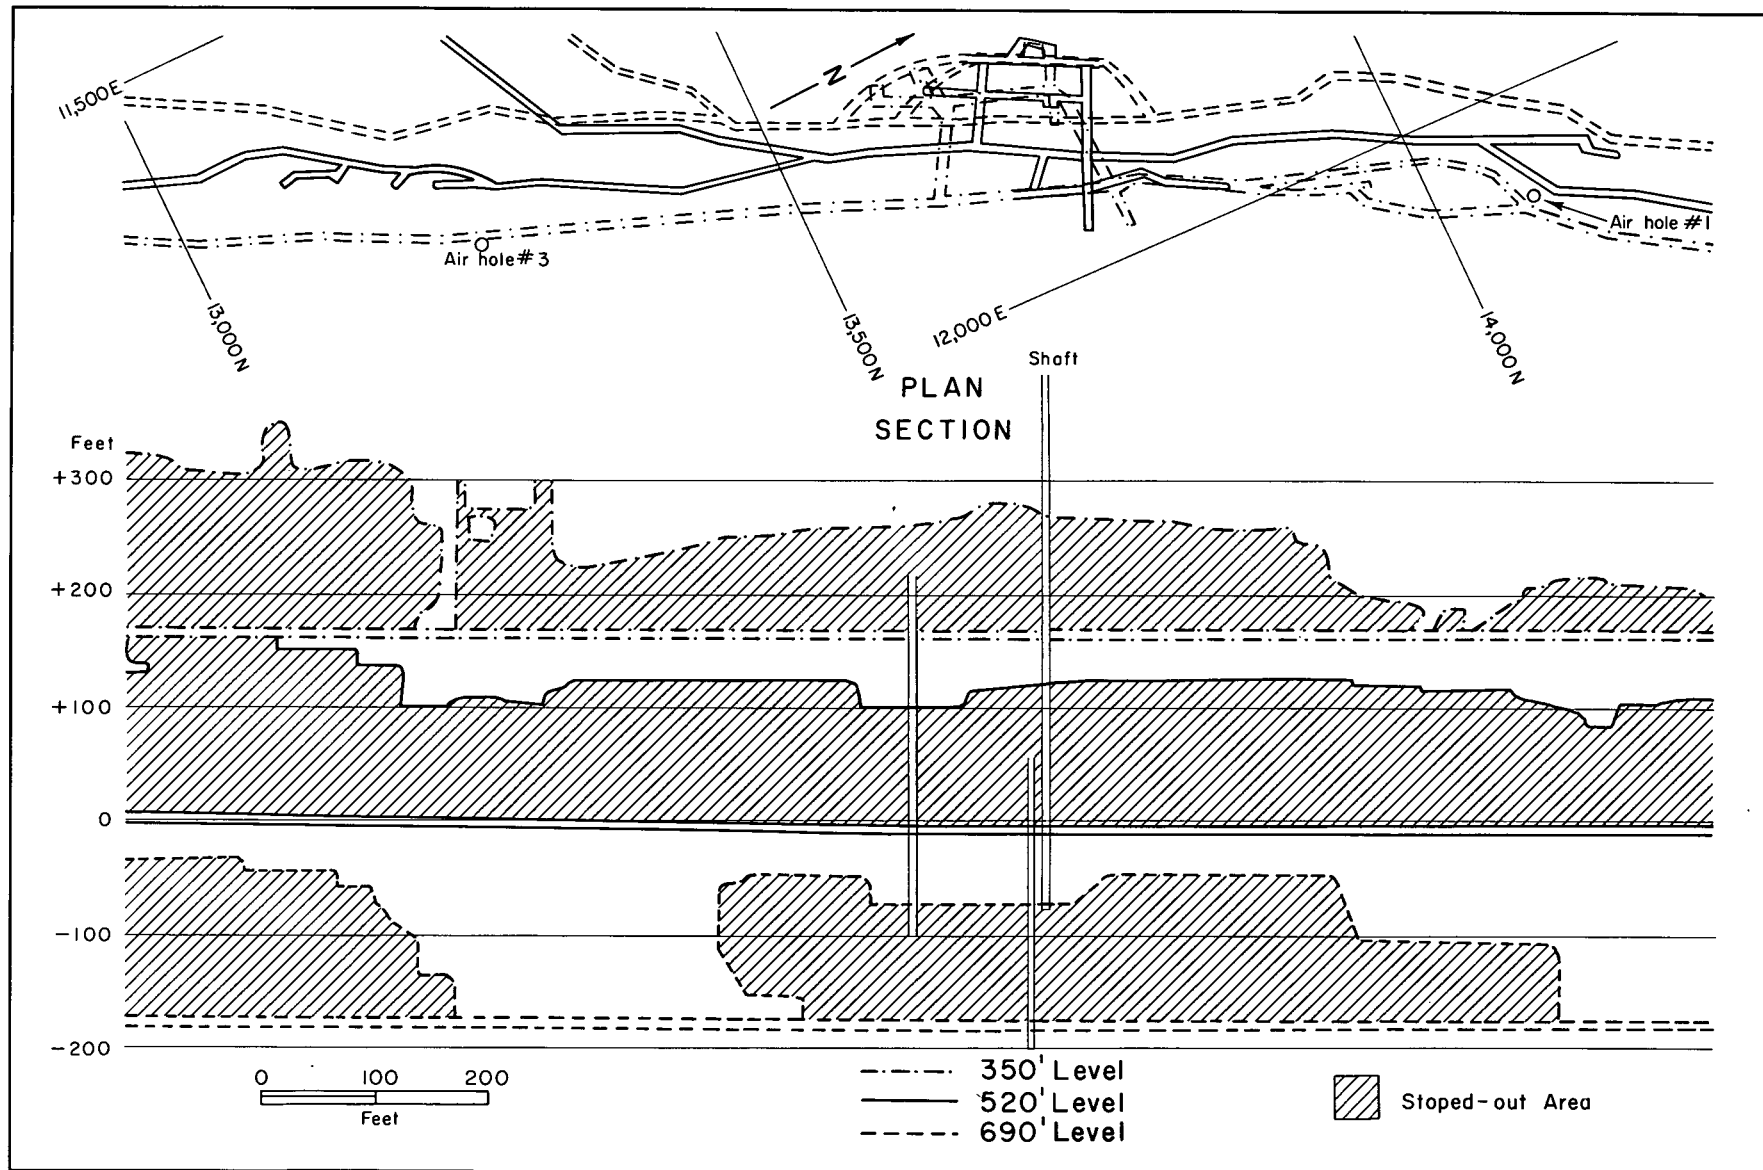 11,500E
N
Air hole #3
Air hole #1
13,000N
13,500N
12,000E
14,000N
Shaft
PLAN
SECTION
Feet
+300
+200
+100
0
-100
-200
0 100 200
Feet
350' Level
520' Level
690' Level
Stoped-out Area